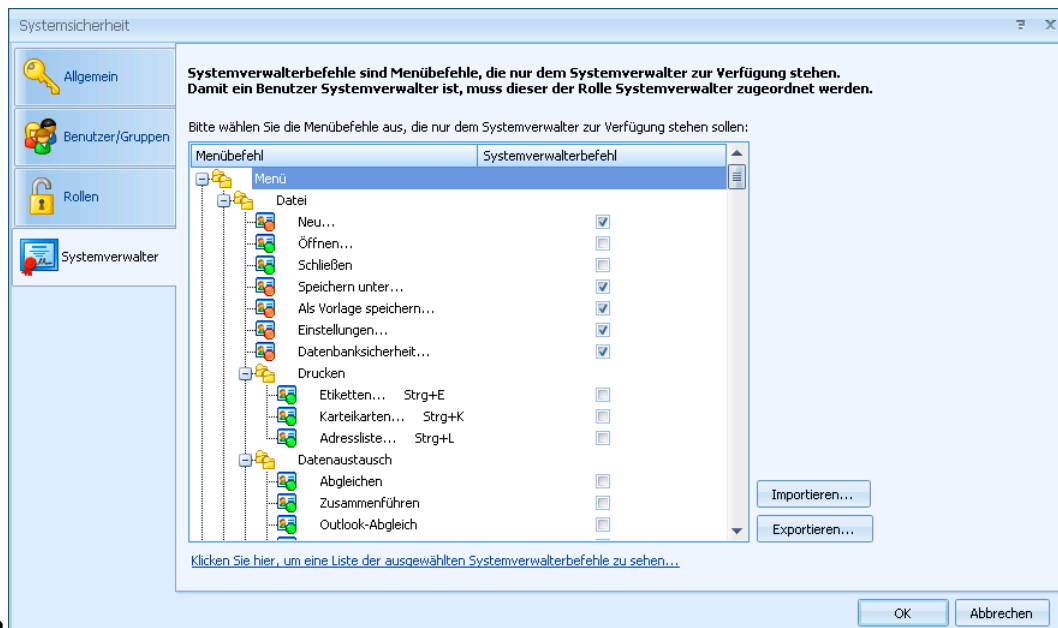 Systemsicherheit
Allgemein
Benutzer/Gruppen
Rollen
Systemverwalter
Systemverwalterbefehle sind Menübefehle, die nur dem Systemverwalter zur Verfügung stehen.
Damit ein Benutzer Systemverwalter ist, muss dieser der Rolle Systemverwalter zugeordnet werden.
Bitte wählen Sie die Menübefehle aus, die nur dem Systemverwalter zur Verfügung stehen sollen:
Menübefehl Systemverwalterbefehl
Menü
Datei
Neu...
Öffnen...
Schließen
Speichern unter...
Als Vorlage speichern...
Einstellungen...
Datenbanksicherheit...
Drucken
Etiketten... Strg+E
Karteikarten... Strg+K
Adressliste... Strg+L
Datenaustausch
Abgleichen
Zusammenführen
Outlook-Abgleich
Importieren...
Exportieren...
Klicken Sie hier, um eine Liste der ausgewählten Systemverwalterbefehle zu sehen...
OK Abbrechen